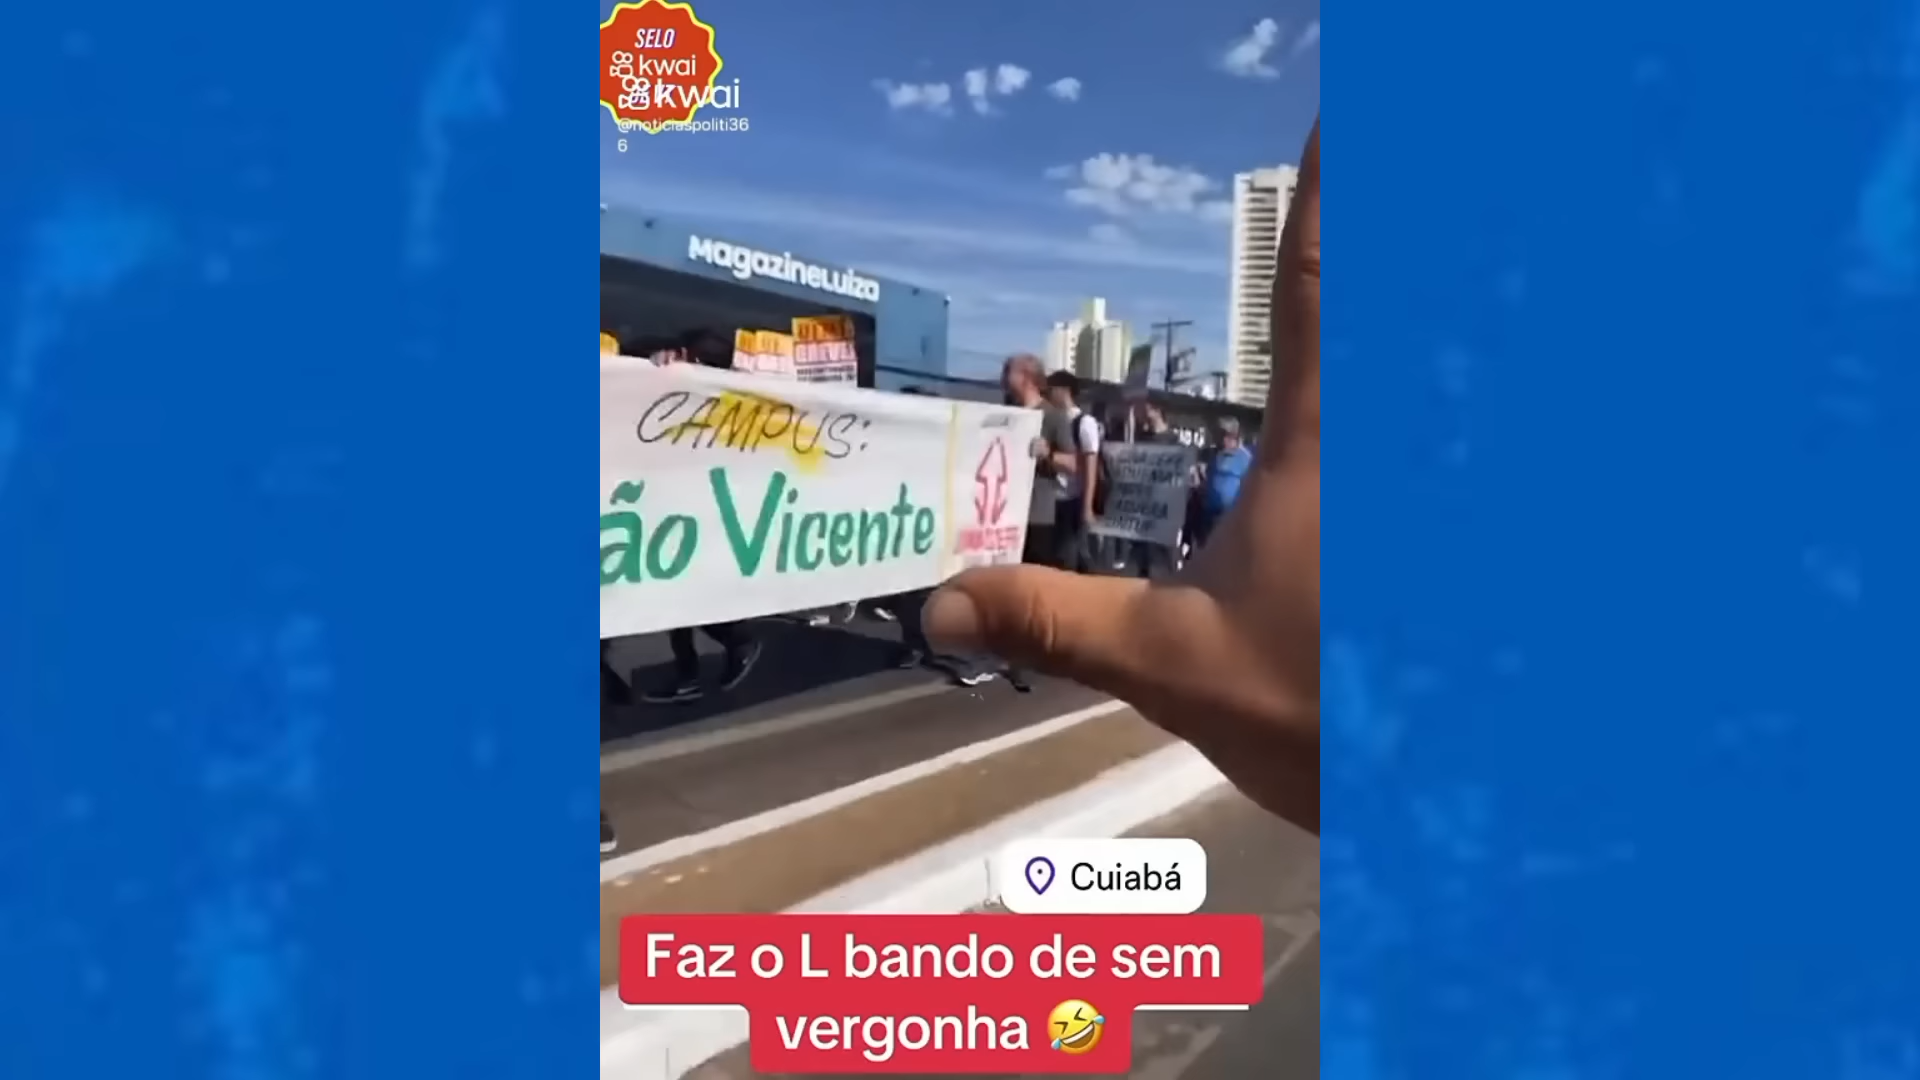 SELO
kwai
kwai
@noticiaspoliti36
6
MagazineLuiza
GREVE!
CAMPUS:
ão Vicente
Cuiabá
Faz o L bando de sem
vergonha 🤣